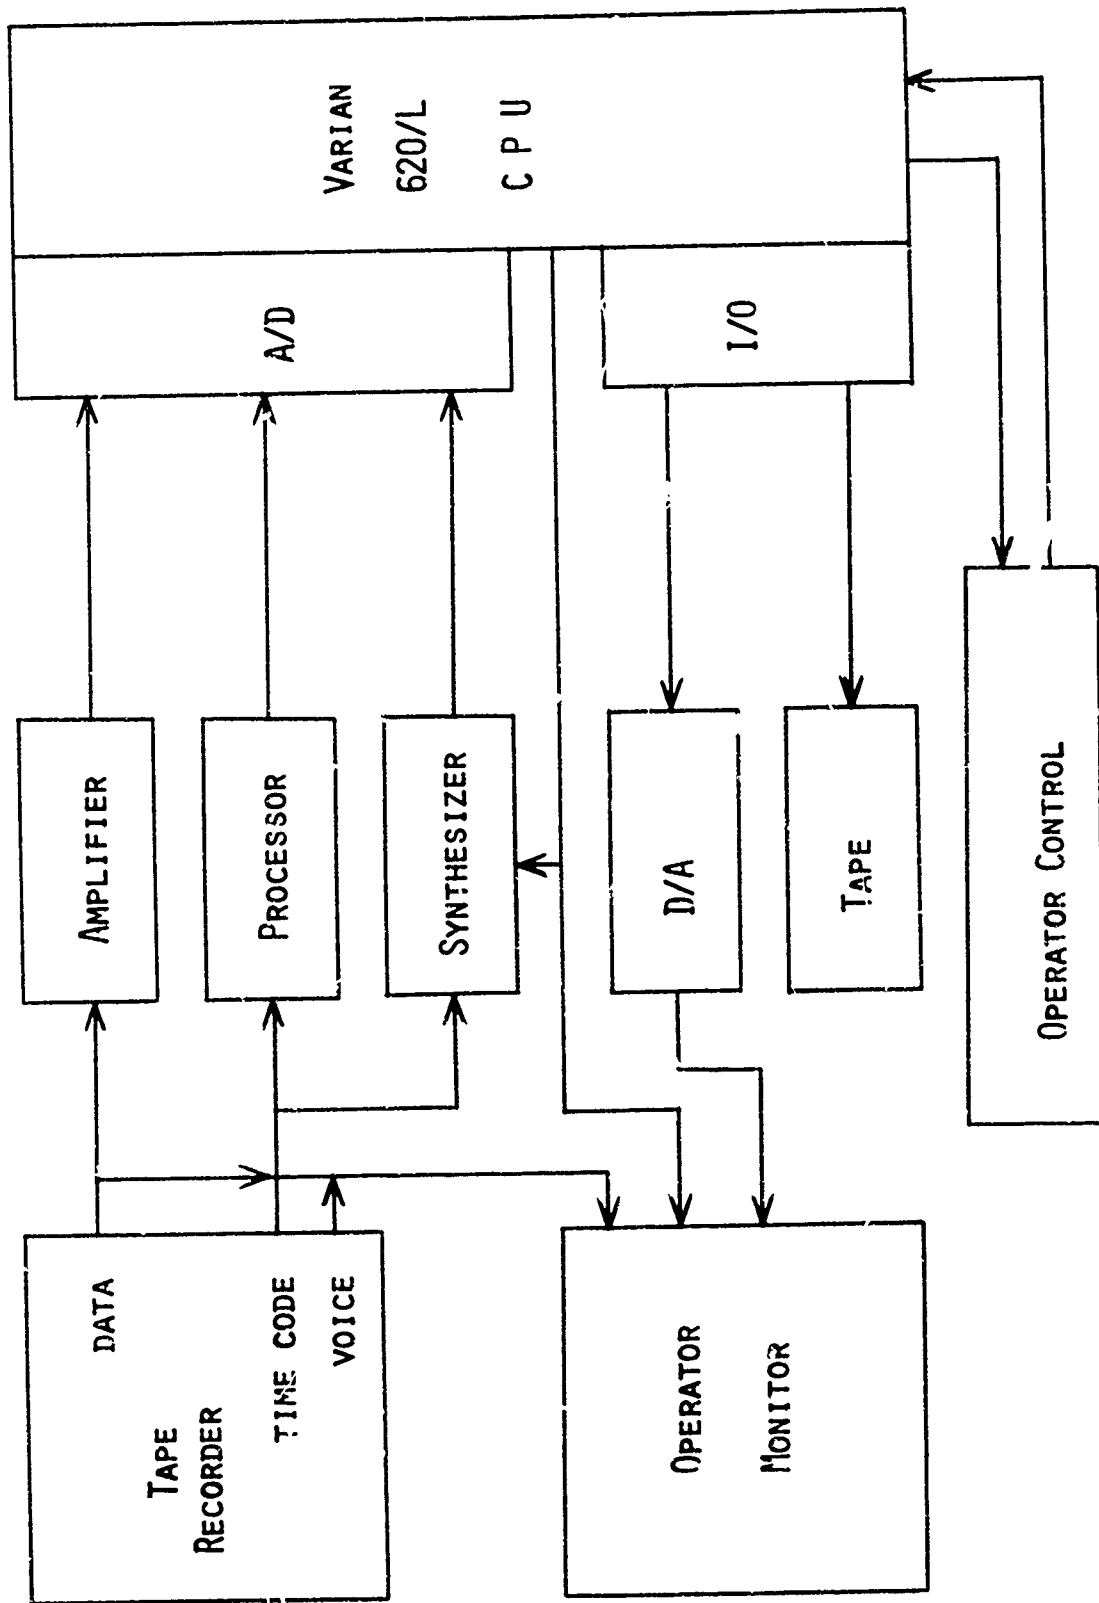 TAPE
RECORDER
DATA
TIME CODE
VOICE
AMPLIFIER
PROCESSOR
SYNTHESIZER
A/D
VARIAN
620/L
C P U
I/O
D/A
TAPE
OPERATOR
MONITOR
OPERATOR CONTROL